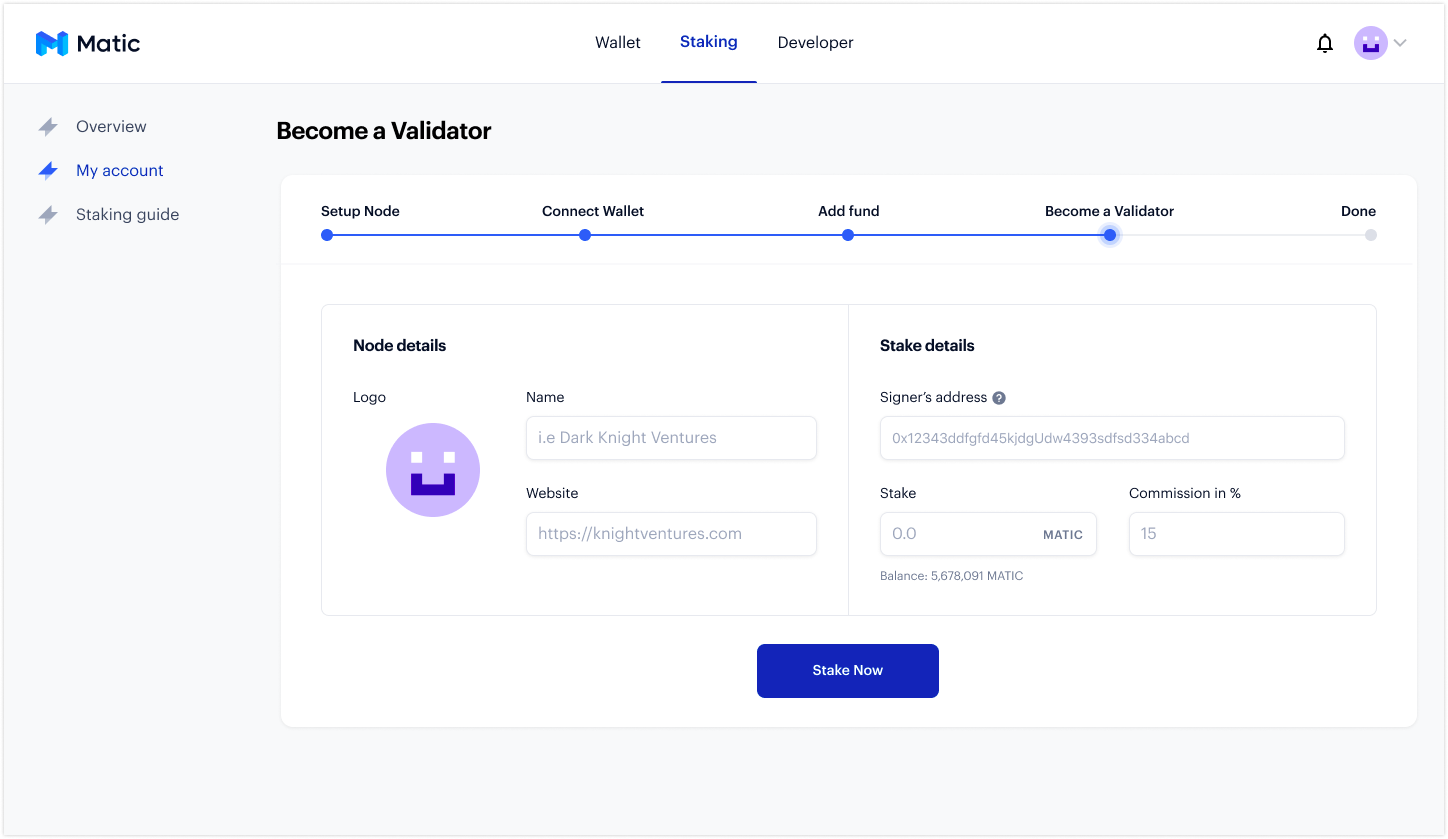 Matic
Wallet
Staking
Developer
Overview
My account
Staking guide
Become a Validator
Setup Node
Connect Wallet
Add fund
Become a Validator
Done
Node details
Logo
Name
i.e Dark Knight Ventures
Website
https://knightventures.com
Stake details
Signer’s address ?
0x12343ddfgfd45kjdgUdw4393sdfsd334abcd
Stake
Commission in %
0.0 MATIC
15
Balance: 5,678,091 MATIC
Stake Now